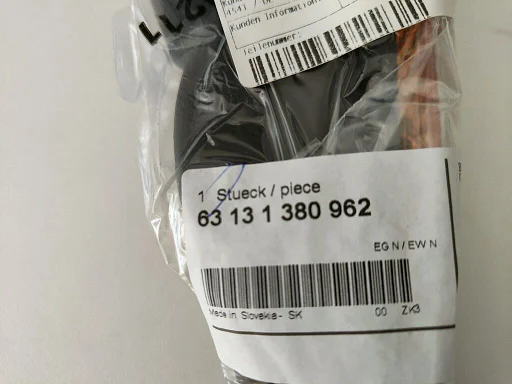 4541 / D
Kunden Information
Teilenummer:
1 Stueck / piece
63 13 1 380 962
EG N / EW N
Made in Slovakia - SK 00 ZK3